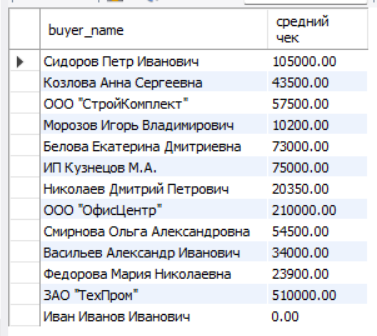 buyer_name средний чек
Сидоров Петр Иванович 105000.00
Козлова Анна Сергеевна 43500.00
ООО "СтройКомплект" 57500.00
Морозов Игорь Владимирович 10200.00
Белова Екатерина Дмитриевна 73000.00
ИП Кузнецов М.А. 75000.00
Николаев Дмитрий Петрович 20350.00
ООО "ОфисЦентр" 210000.00
Смирнова Ольга Александровна 54500.00
Васильев Александр Иванович 34000.00
Федорова Мария Николаевна 23900.00
ЗАО "ТехПром" 510000.00
Иван Иванов Иванович 0.00